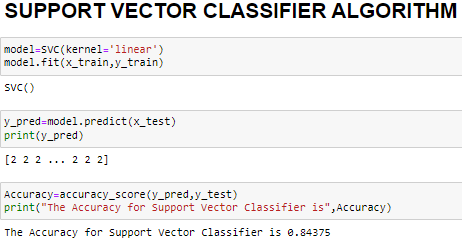 SUPPORT VECTOR CLASSIFIER ALGORITHM
model=SVC(kernel='linear')
model.fit(x_train,y_train)
SVC()
y_pred=model.predict(x_test)
print(y_pred)
[2 2 2 ... 2 2 2]
Accuracy=accuracy_score(y_pred,y_test)
print("The Accuracy for Support Vector Classifier is",Accuracy)
The Accuracy for Support Vector Classifier is 0.84375